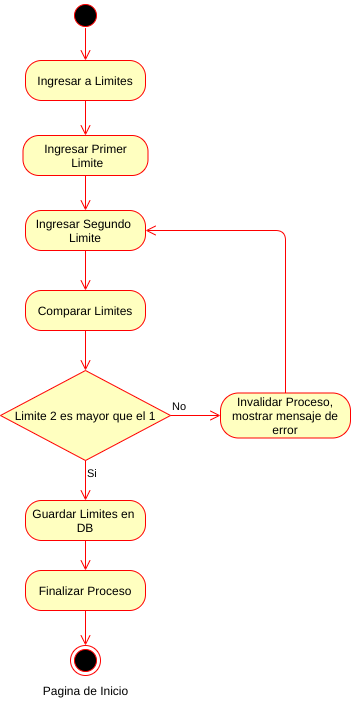 Ingresar a Limites
Ingresar Primer
Limite
Ingresar Segundo
Limite
Comparar Limites
Limite 2 es mayor que el 1
No
Invalidar Proceso,
mostrar mensaje de
error
Si
Guardar Limites en
DB
Finalizar Proceso
Pagina de Inicio